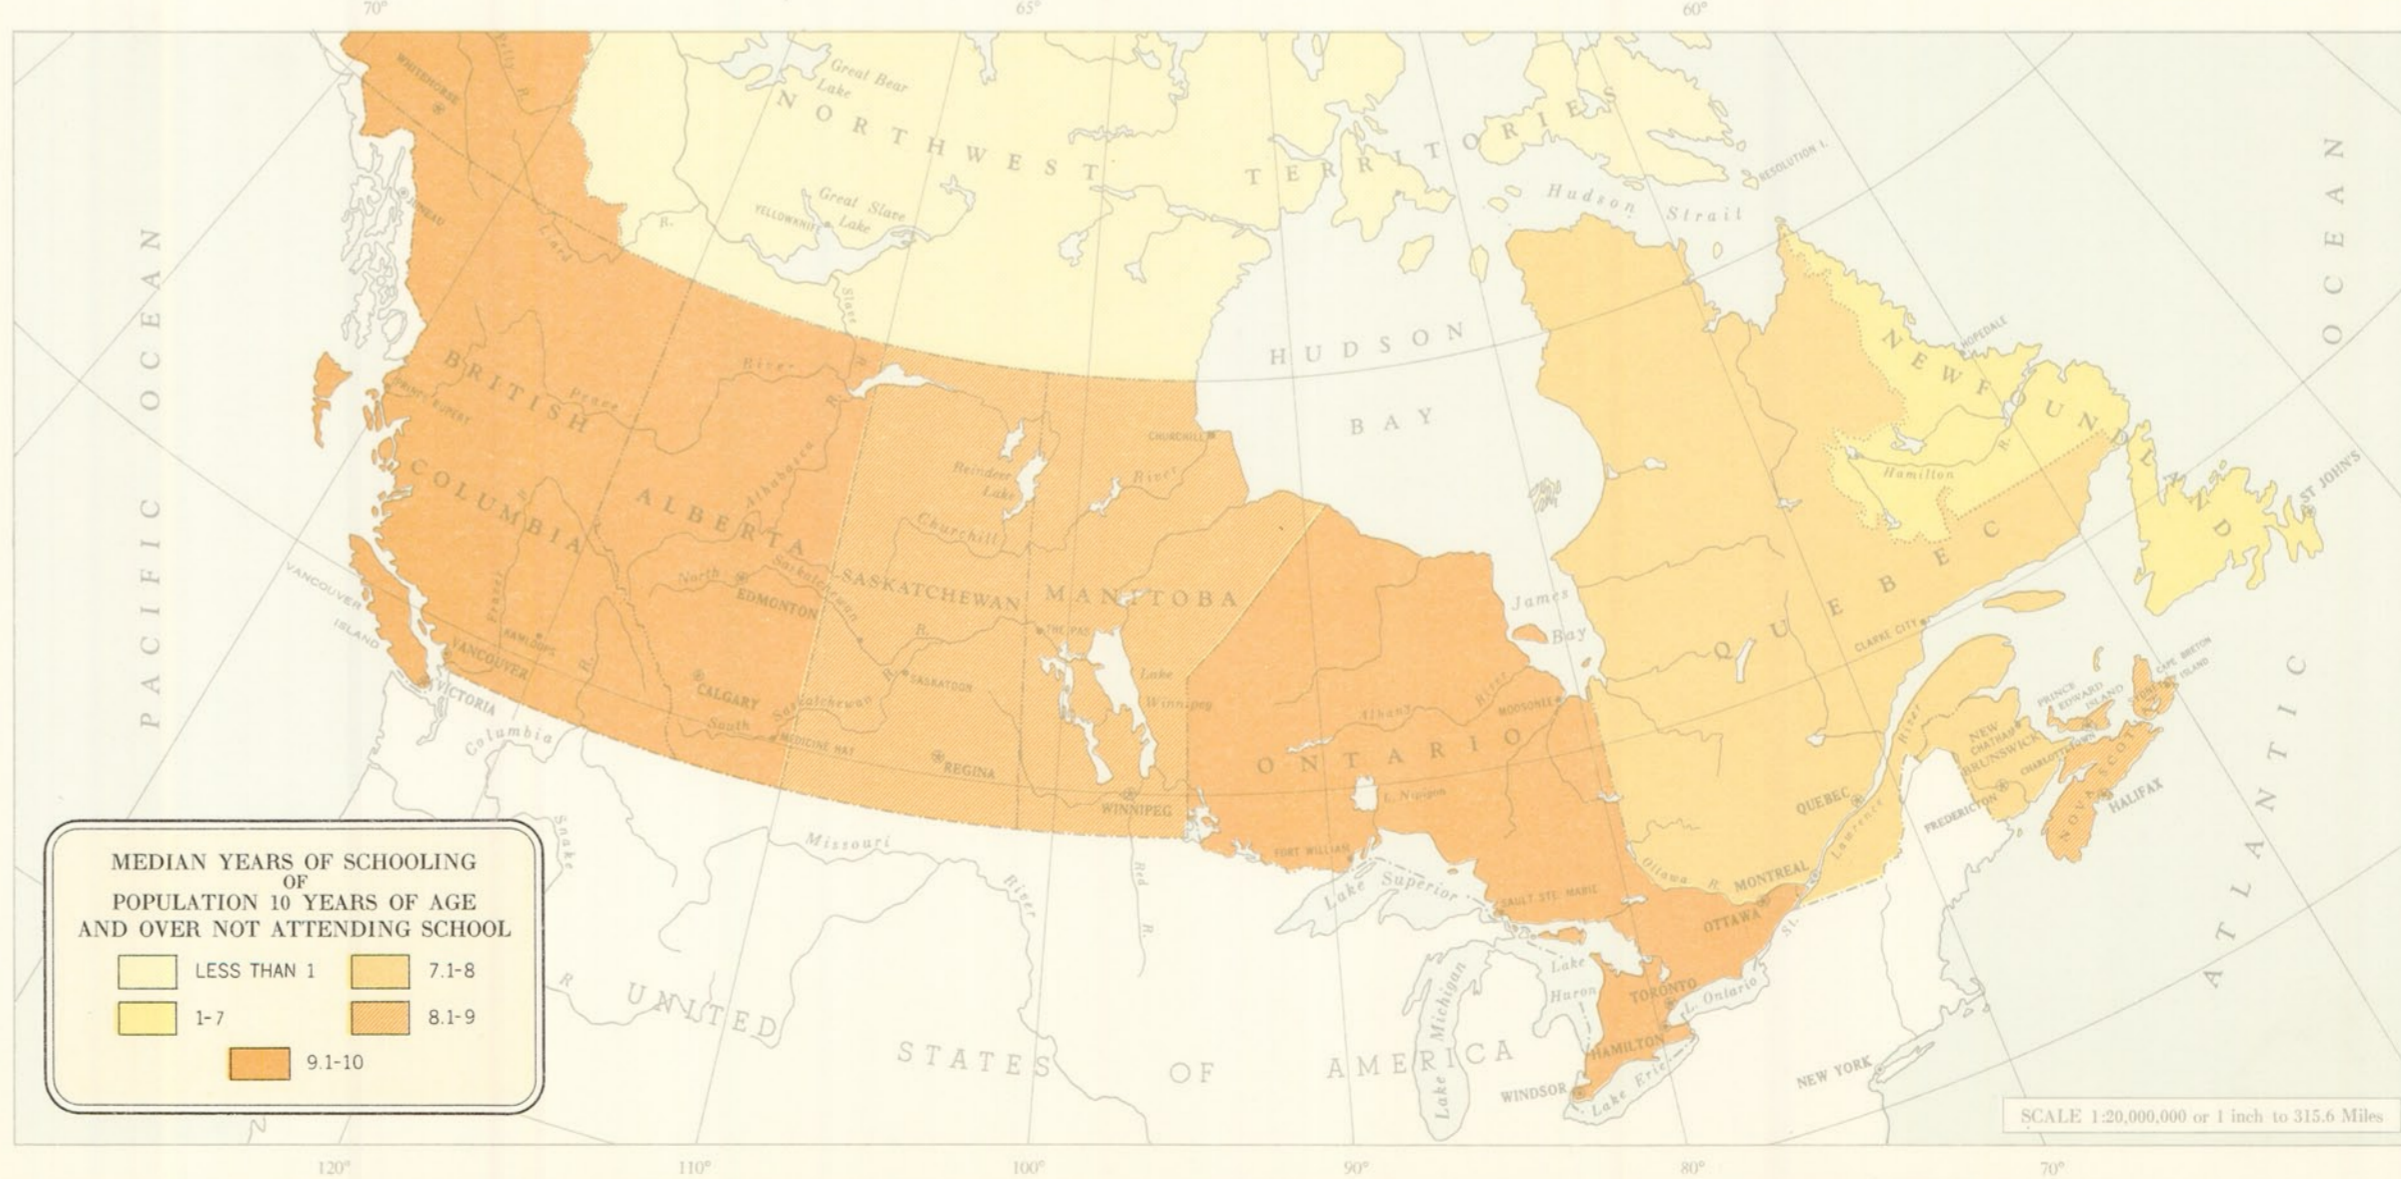 70°
65°
60°
WHITEHORSE
Great Bear
Lake
NORTHWEST
TERRITORIES
RESOLUTION I.
Hudson Strait
JUNEAU
Liard
R.
YELLOWKNIFE
Great Slave
Lake
Slave
R.
PACIFIC OCEAN
HUDSON
BAY
NEWFOUNDLAND
HOPEDALE
OCEAN
BRITISH
COLUMBIA
PRINCE RUPERT
Peace
River
R.
Athabasca
ALBERTA
CHURCHILL
Reindeer
Lake
River
Churchill
Hamilton
R.
ST JOHN'S
North
Saskatchewan
EDMONTON
SASKATCHEWAN
MANITOBA
James
Bay
QUEBEC
CLARKE CITY
VANCOUVER
ISLAND
Fraser
R.
KAMLOOPS
VANCOUVER
VICTORIA
R.
CALGARY
South
Saskatchewan
R.
R.
THE PAS
SASKATOON
MEDICINE HAT
REGINA
Lake
Winnipeg
WINNIPEG
Columbia
Albany
River
MOOSONEE
ONTARIO
L. Nipigon
FORT WILLIAM
CAPE BRETON
ISLAND
SYDNEY
PRINCE
EDWARD
ISLAND
CHARLOTTETOWN
NEW
CHATHAM
BRUNSWICK
FREDERICTON
NOVA SCOTIA
HALIFAX
ATLANTIC
QUEBEC
MONTREAL
St.
Lawrence
River
Ottawa R.
OTTAWA
Snake
R
Missouri
River
Red
R.
Lake Superior
SAULT STE. MARIE
Lake
Huron
Lake Michigan
TORONTO
L. Ontario
HAMILTON
WINDSOR
Lake Erie
NEW YORK
UNITED
STATES
OF
AMERICA
MEDIAN YEARS OF SCHOOLING
OF
POPULATION 10 YEARS OF AGE
AND OVER NOT ATTENDING SCHOOL
LESS THAN 1
7.1-8
1-7
8.1-9
9.1-10
SCALE 1:20,000,000 or 1 inch to 315.6 Miles
120°
110°
100°
90°
80°
70°